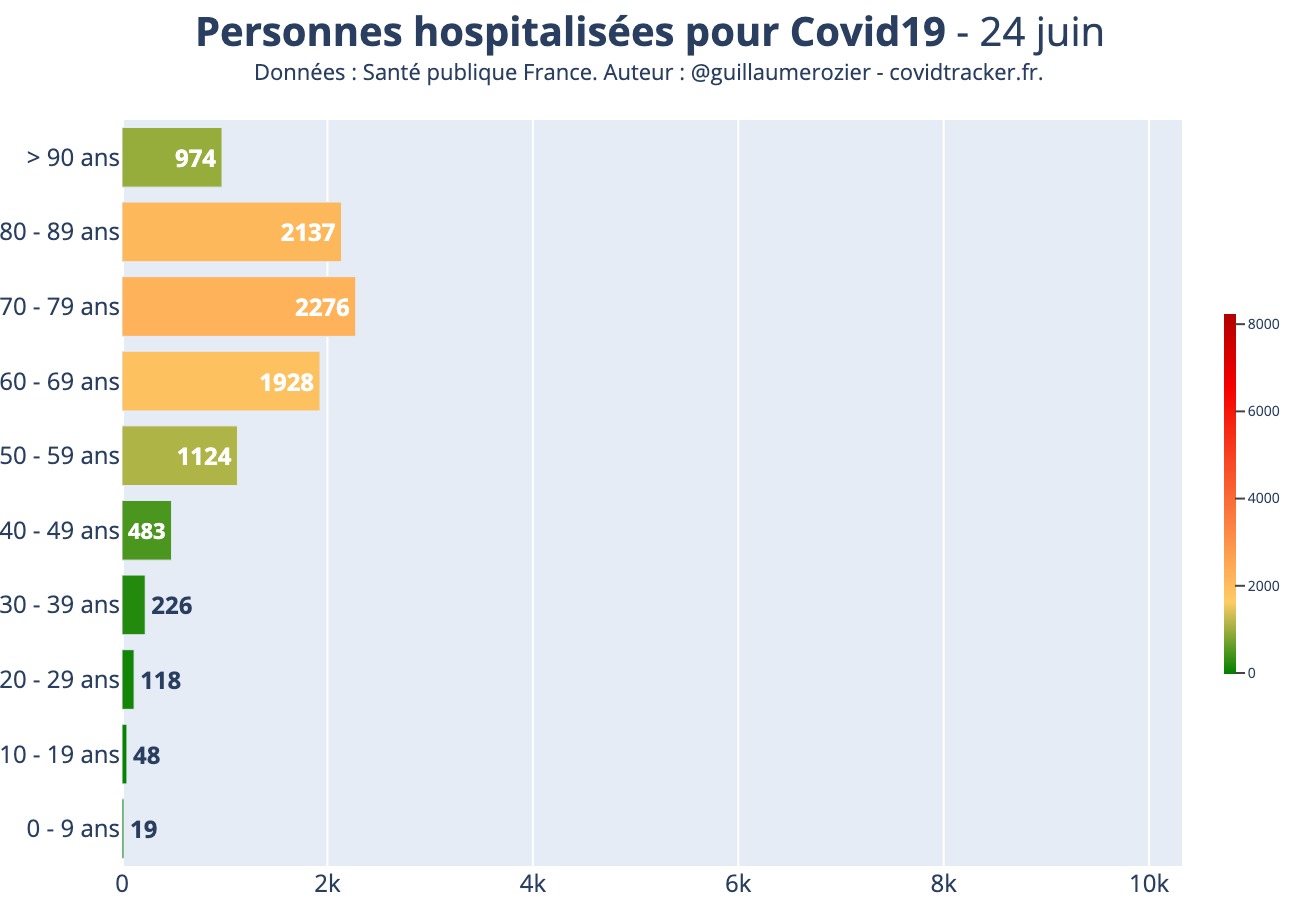 Personnes hospitalisées pour Covid19 - 24 juin
Données : Santé publique France. Auteur : @guillaumerozier - covidtracker.fr.
> 90 ans 974
80 - 89 ans 2137
70 - 79 ans 2276
60 - 69 ans 1928
50 - 59 ans 1124
40 - 49 ans 483
30 - 39 ans 226
20 - 29 ans 118
10 - 19 ans 48
0 - 9 ans 19
0 2k 4k 6k 8k 10k
8000
6000
4000
2000
0